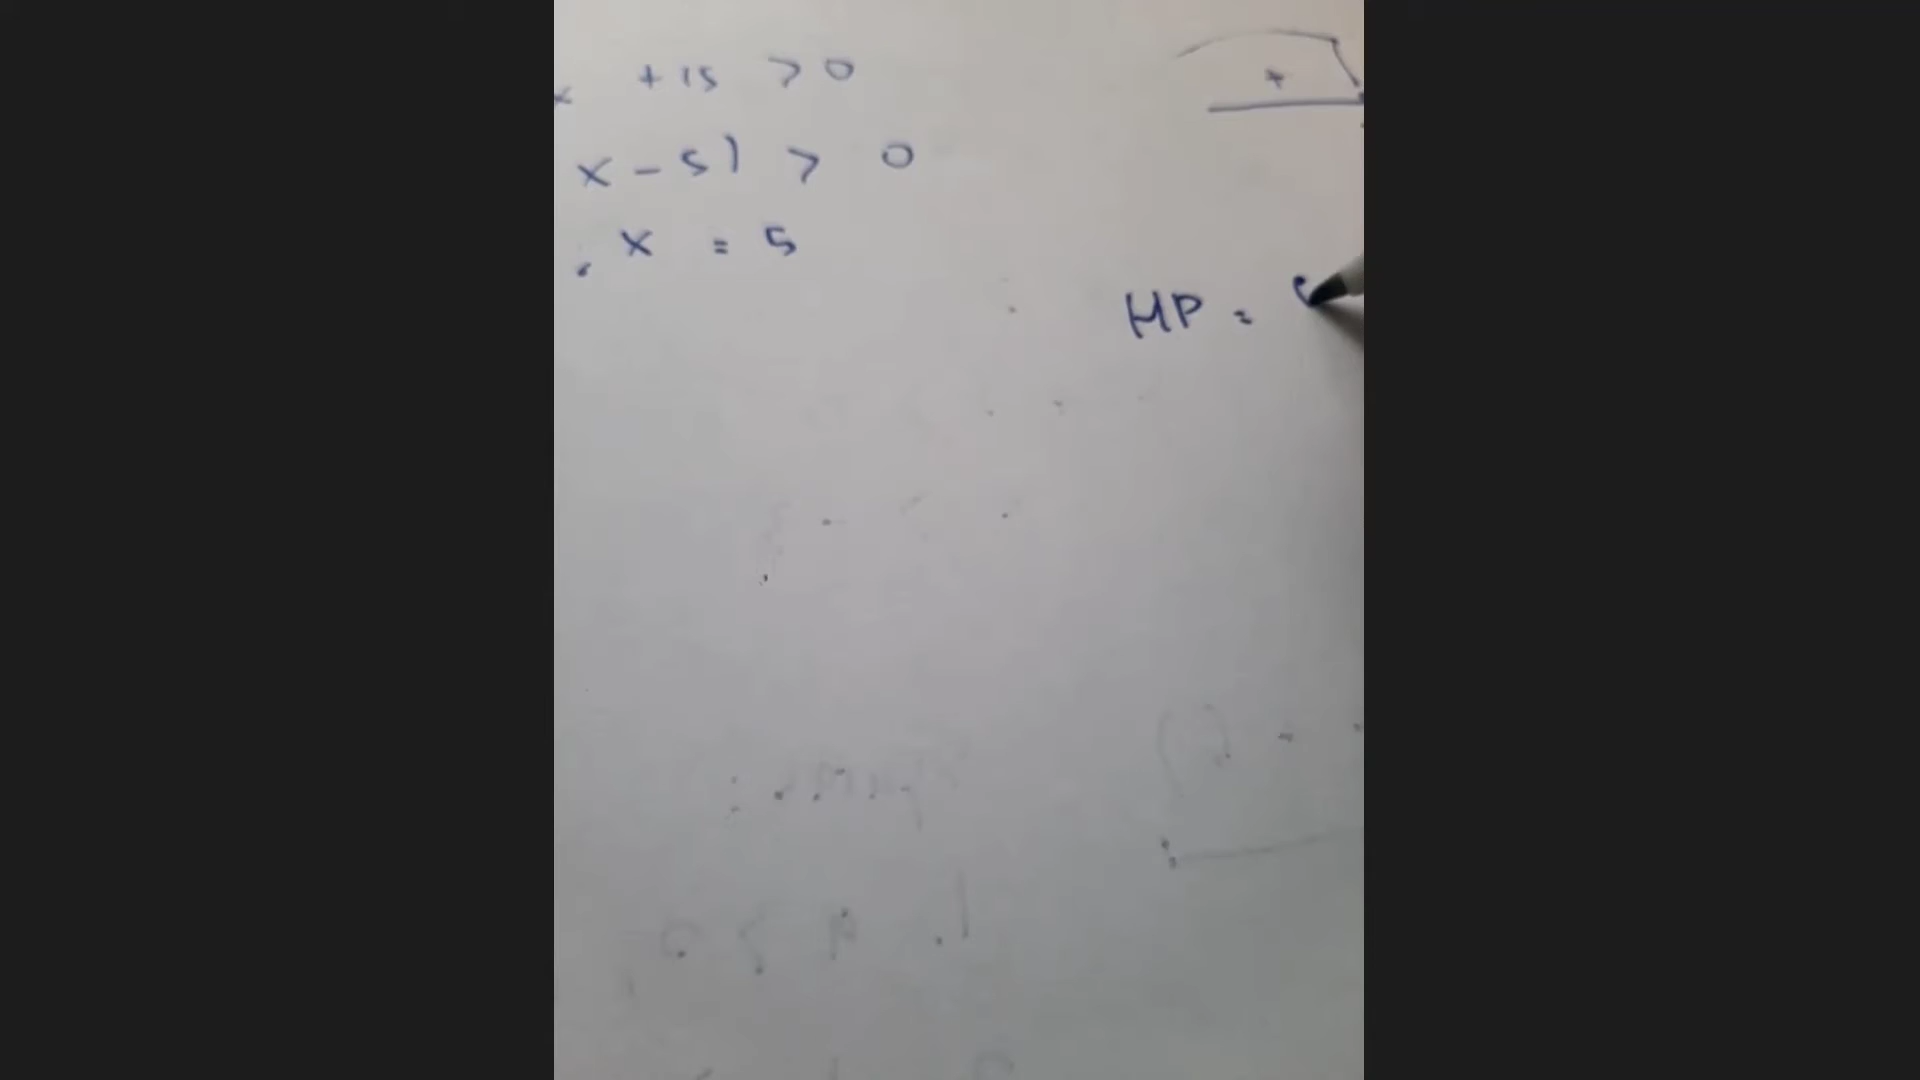 x + 15 > 0
+
x - 5) > 0
, x = 5
HP =